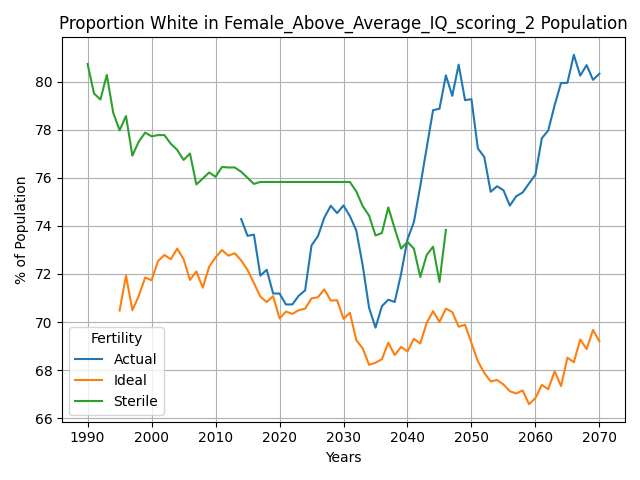 Proportion White in Female_Above_Average_IQ_scoring_2 Population
% of Population
80
78
76
74
72
70
68
66
Fertility
Actual
Ideal
Sterile
1990 2000 2010 2020 2030 2040 2050 2060 2070
Years